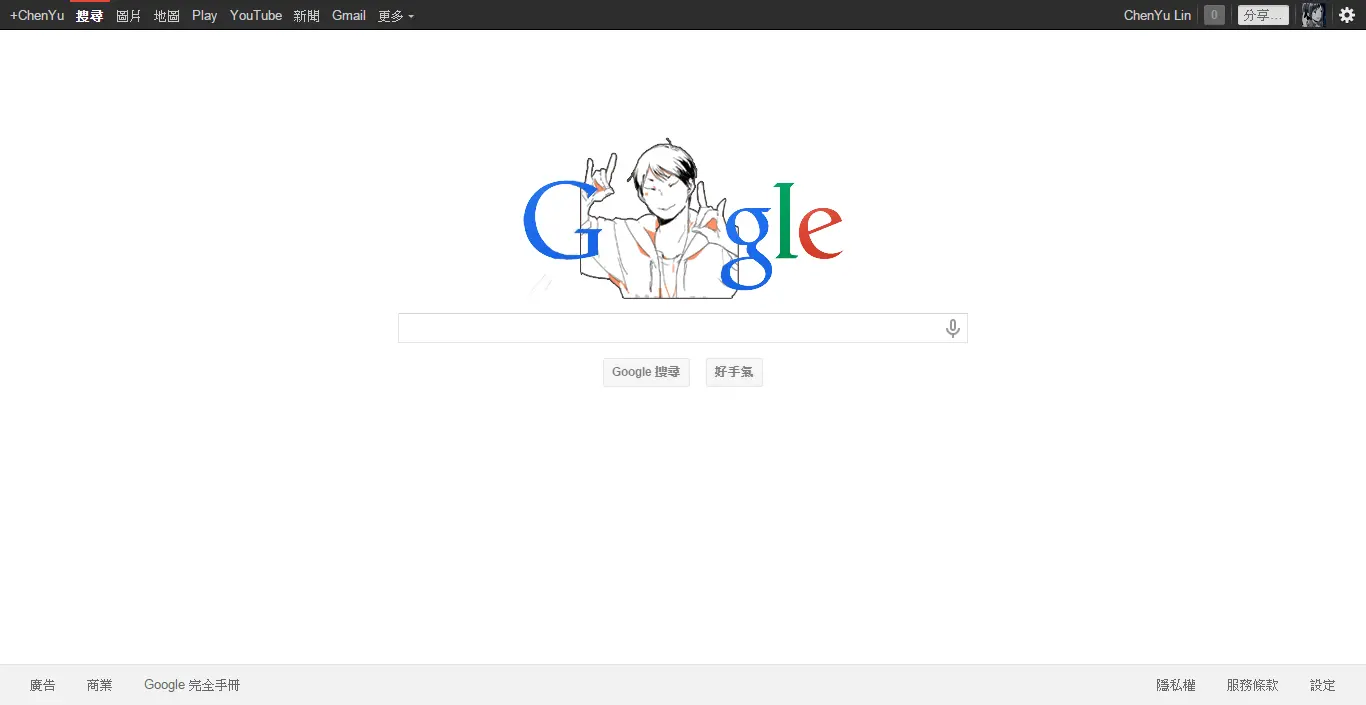 +ChenYu 搜尋 圖片 地圖 Play YouTube 新聞 Gmail 更多 ChenYu Lin 0 分享...
Google
Google 搜尋 好手氣
廣告 商業 Google 完全手冊 隱私權 服務條款 設定